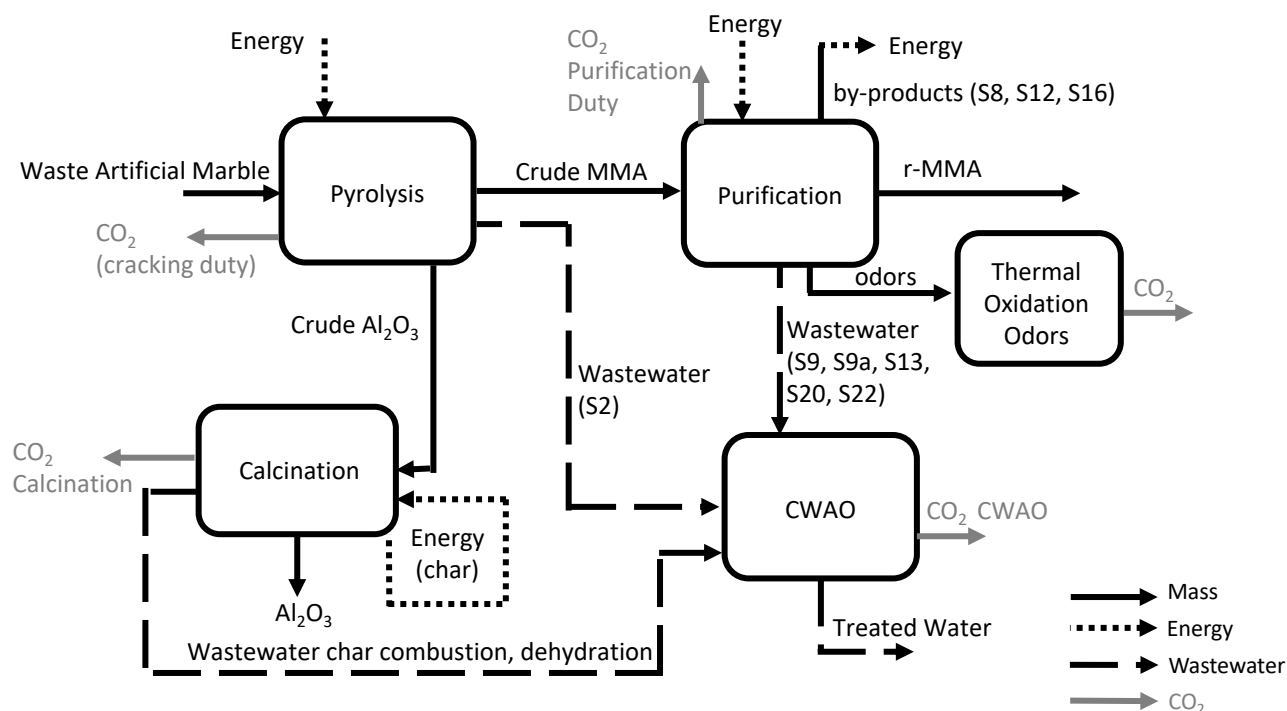 Energy
CO₂
Purification
Duty
Energy
Energy
by-products (S8, S12, S16)
Waste Artificial Marble
Pyrolysis
Crude MMA
Purification
r-MMA
CO₂
(cracking duty)
odors
Thermal
Oxidation
Odors
CO₂
Crude Al₂O₃
Wastewater
(S2)
Wastewater
(S9, S9a, S13,
S20, S22)
CO₂
Calcination
Calcination
Energy
(char)
CWAO
CO₂ CWAO
Al₂O₃
Wastewater char combustion, dehydration
Treated Water
Mass
Energy
Wastewater
CO₂